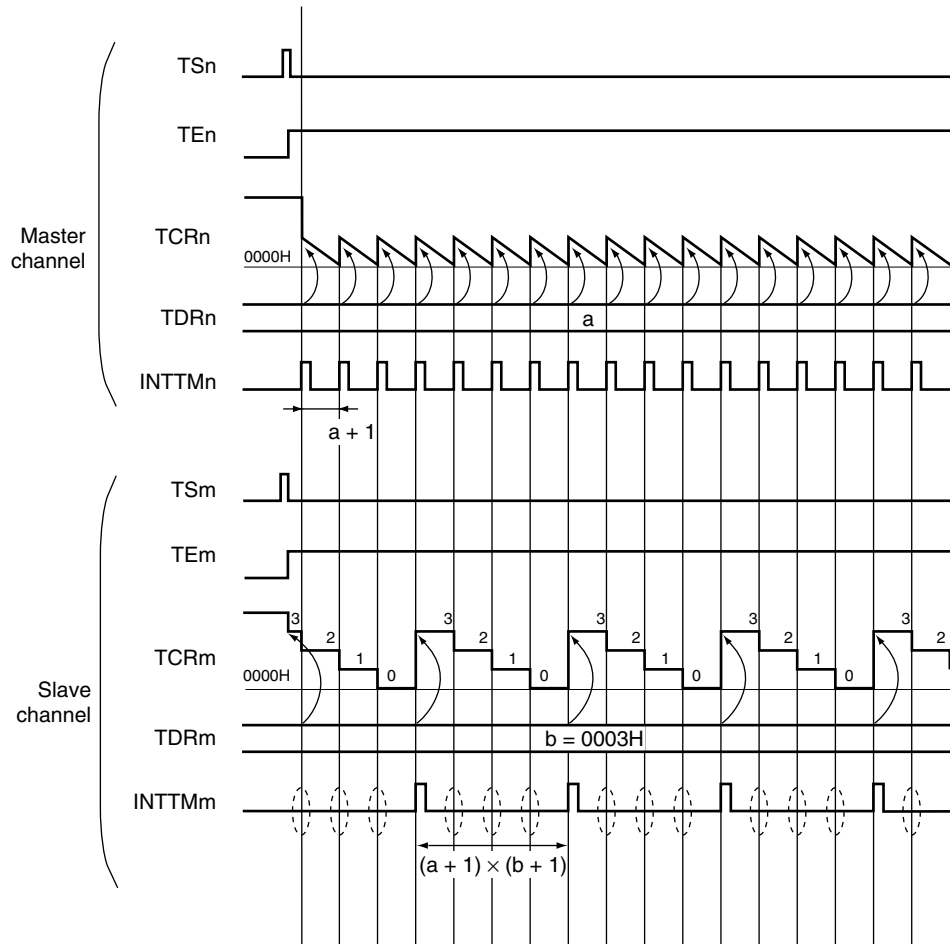 TSn
TEn
Master
channel
TCRn
0000H
TDRn
a
INTTMn
a + 1
TSm
TEm
3 3 3 3 3
2 2 2 2 2
1 1 1 1
0 0 0 0
TCRm
0000H
Slave
channel
TDRm
b = 0003H
INTTMm
(a + 1) × (b + 1)